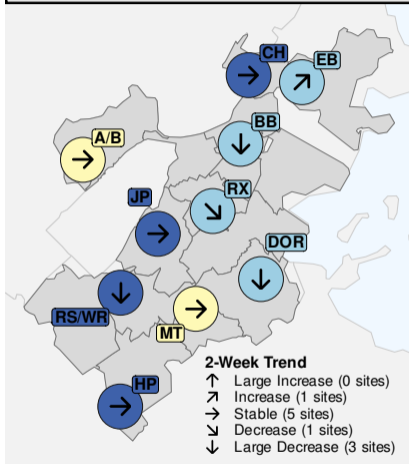 CH
EB
BB
A/B
RX
JP
DOR
RS/WR
MT
HP
2-Week Trend
↑ Large Increase (0 sites)
↗ Increase (1 sites)
→ Stable (5 sites)
↘ Decrease (1 sites)
↓ Large Decrease (3 sites)